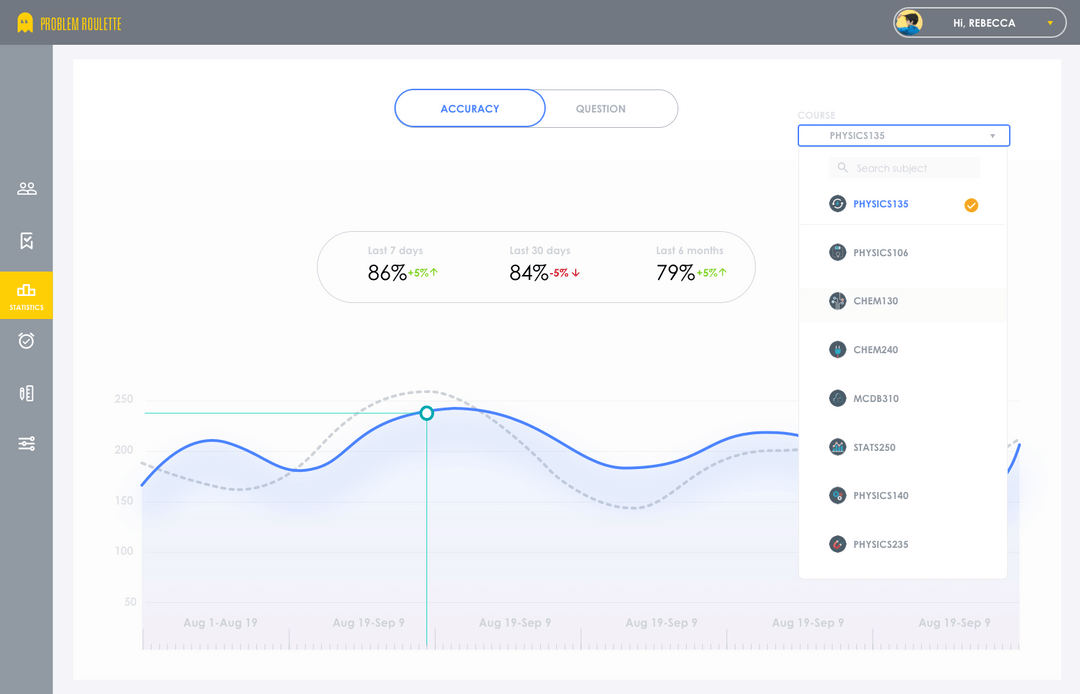 PROBLEM ROULETTE
Hi, REBECCA
ACCURACY
QUESTION
COURSE
PHYSICS135
Search subject
PHYSICS135
PHYSICS106
CHEM130
CHEM240
MCDB310
STATS250
PHYSICS140
PHYSICS235
STATISTICS
Last 7 days
86% +5%↑
Last 30 days
84% -5%↓
Last 6 months
79% +5%↑
250
200
150
100
50
Aug 1-Aug 19
Aug 19-Sep 9
Aug 19-Sep 9
Aug 19-Sep 9
Aug 19-Sep 9
Aug 19-Sep 9